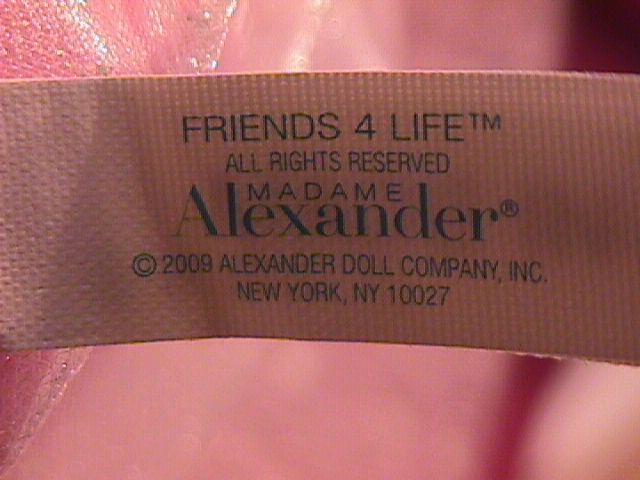 FRIENDS 4 LIFE™
ALL RIGHTS RESERVED
MADAME
Alexander®
© 2009 ALEXANDER DOLL COMPANY, INC.
NEW YORK, NY 10027